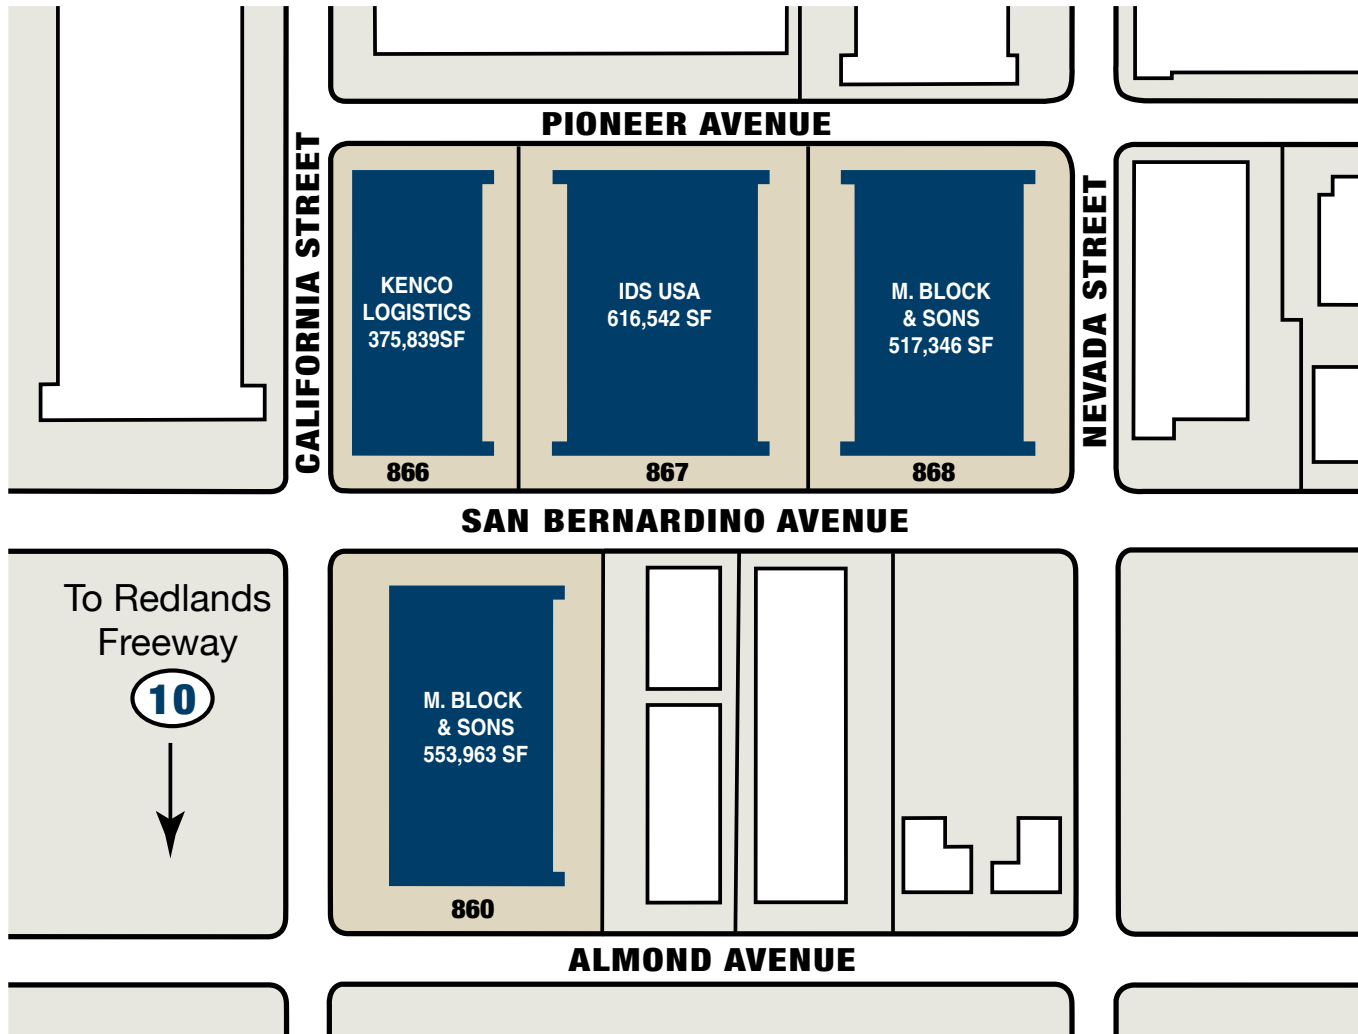 PIONEER AVENUE
CALIFORNIA STREET
NEVADA STREET
KENCO
LOGISTICS
375,839SF
866
IDS USA
616,542 SF
867
M. BLOCK
& SONS
517,346 SF
868
SAN BERNARDINO AVENUE
To Redlands
Freeway
10
M. BLOCK
& SONS
553,963 SF
860
ALMOND AVENUE